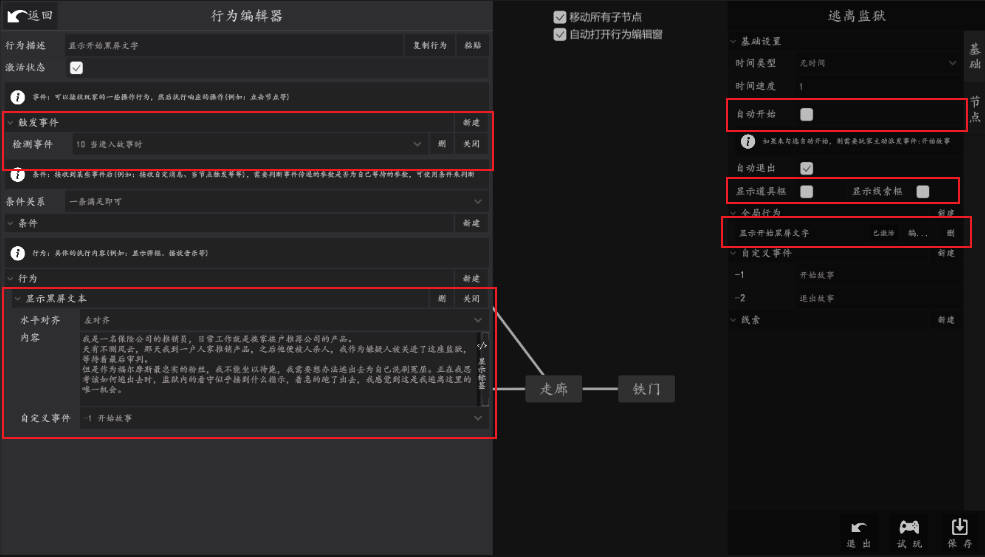 返回
行为编辑器
行为描述
显示开始黑屏文字
复制行为
粘贴
激活状态
事件：可以接收玩家的一些操作行为，然后执行响应的操作(例如：点击节点等)
触发事件
新建
检测事件
10 当进入故事时
删
关闭
条件：接收到某些事件后(例如：接收自定消息、当节点触发等等)，需要判断事件传递的参数是否为自己等待的参数，可使用条件来判断
条件关系
一条满足即可
条件
新建
行为：具体的执行内容(例如：显示弹框、播放音乐等)
行为
新建
显示黑屏文本
删
关闭
水平对齐
左对齐
内容
我是一名保险公司的推销员，日常工作就是挨家挨户推荐公司的产品。
天有不测风云，那天我到一户人家推销产品，之后他便被人杀人，我作为嫌疑人被关进了这座监狱，
等待着最后审判。
但是作为福尔摩斯最忠实的粉丝，我不能坐以待毙，我需要想办法逃出去为自己洗刷冤屈。正在我思
考该如何逃出去时，监狱内的看守似乎接到什么指示，着急的跑了出去，我感觉到这是我逃离这里的
唯一机会。
</>
显示标签
自定义事件
-1 开始故事
移动所有子节点
自动打开行为编辑窗
走廊
铁门
逃离监狱
基础设置
时间类型
无时间
时间速度
1
自动开始
如果未勾选自动开始，则需要玩家主动派发事件:开始故事
自动退出
显示道具框
显示线索框
全局行为
新建
显示开始黑屏文字
已激活
编...
删
自定义事件
新建
-1
开始故事
-2
退出故事
线索
新建
基础
节点
退出
试玩
保存